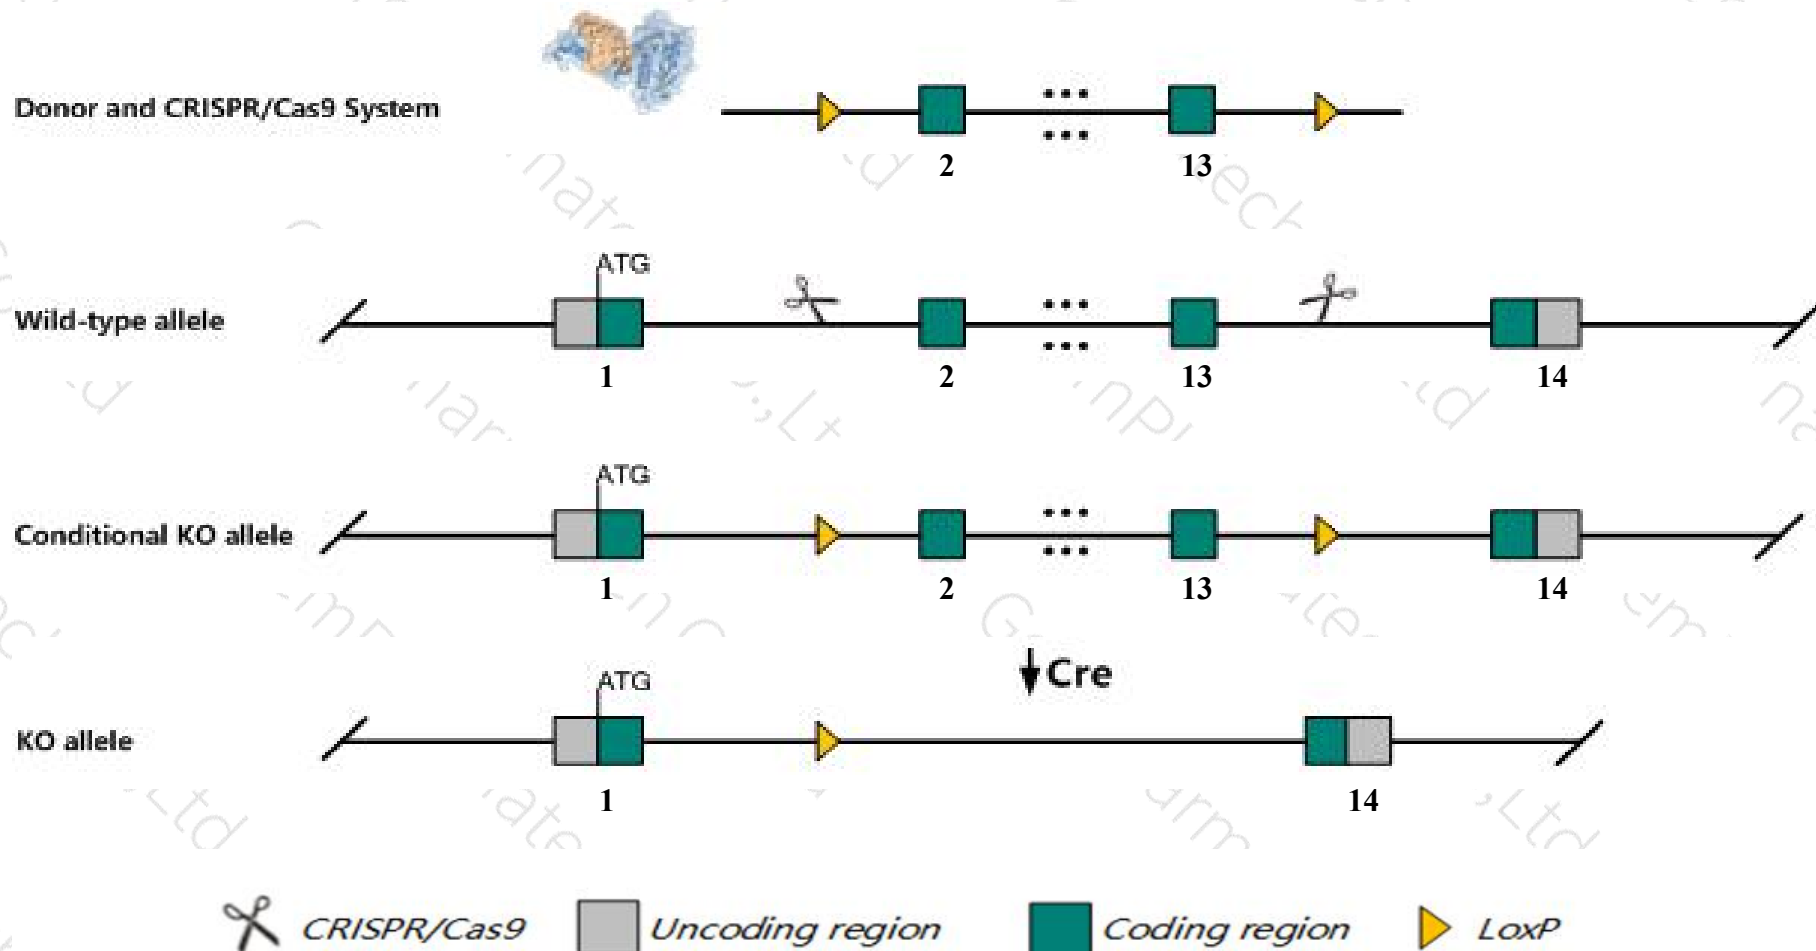 Donor and CRISPR/Cas9 System
2 13
ATG
Wild-type allele
1 2 13 14
ATG
Conditional KO allele
1 2 13 14
Cre
ATG
KO allele
1 14
CRISPR/Cas9 Uncoding region Coding region LoxP